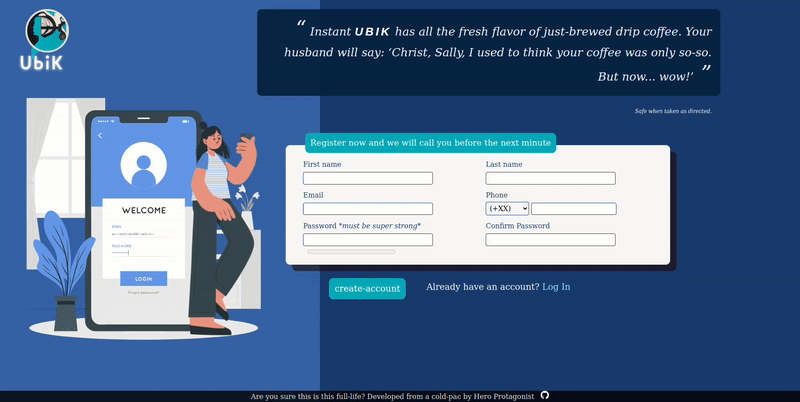 UbiK
“ Instant UBIK has all the fresh flavor of just-brewed drip coffee. Your
husband will say: ‘Christ, Sally, I used to think your coffee was only so-so.
But now... wow!’ ”
Safe when taken as directed.
Register now and we will call you before the next minute
First name
Last name
Email
Phone
(+XX)
Password *must be super strong*
Confirm Password
create-account
Already have an account? Log In
WELCOME
EMAIL
PASSWORD
LOGIN
Forgot password?
Are you sure this is this full-life? Developed from a cold-pac by Hero Protagonist